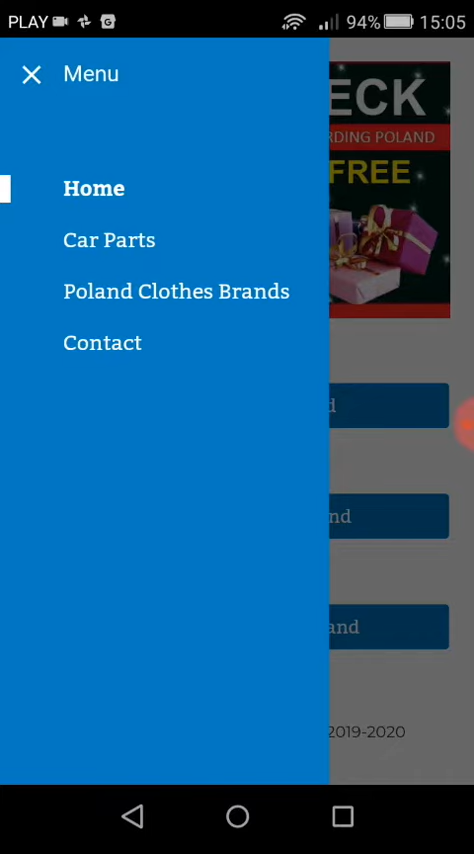 PLAY 94% 15:05
Menu
ECK
RDING POLAND
FREE
Home
Car Parts
Poland Clothes Brands
Contact
d
nd
and
2019-2020